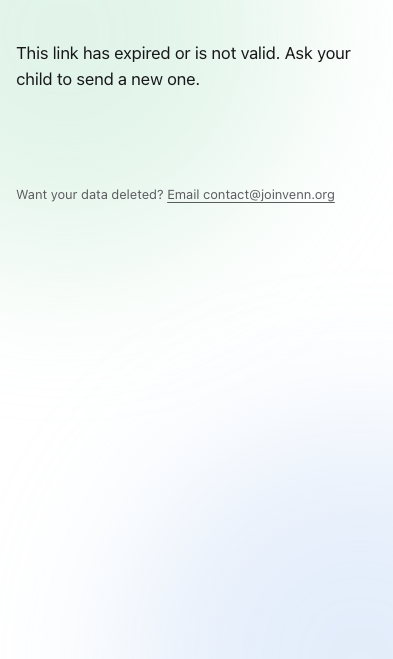 This link has expired or is not valid. Ask your
child to send a new one.
Want your data deleted? Email contact@joinvenn.org